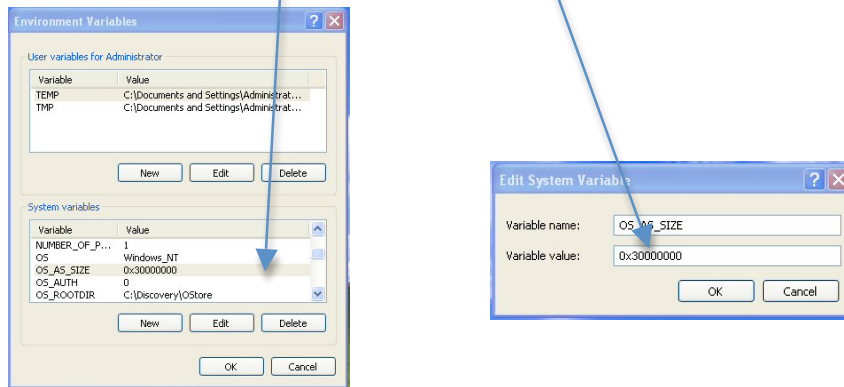 Environment Variables
User variables for Administrator
Variable Value
TEMP C:\Documents and Settings\Administrat...
TMP C:\Documents and Settings\Administrat...
New Edit Delete
System variables
Variable Value
NUMBER_OF_P... 1
OS Windows_NT
OS_AS_SIZE 0x30000000
OS_AUTH 0
OS_ROOTDIR C:\Discovery\OStore
New Edit Delete
OK Cancel
Edit System Variable
Variable name: OS_AS_SIZE
Variable value: 0x30000000
OK Cancel